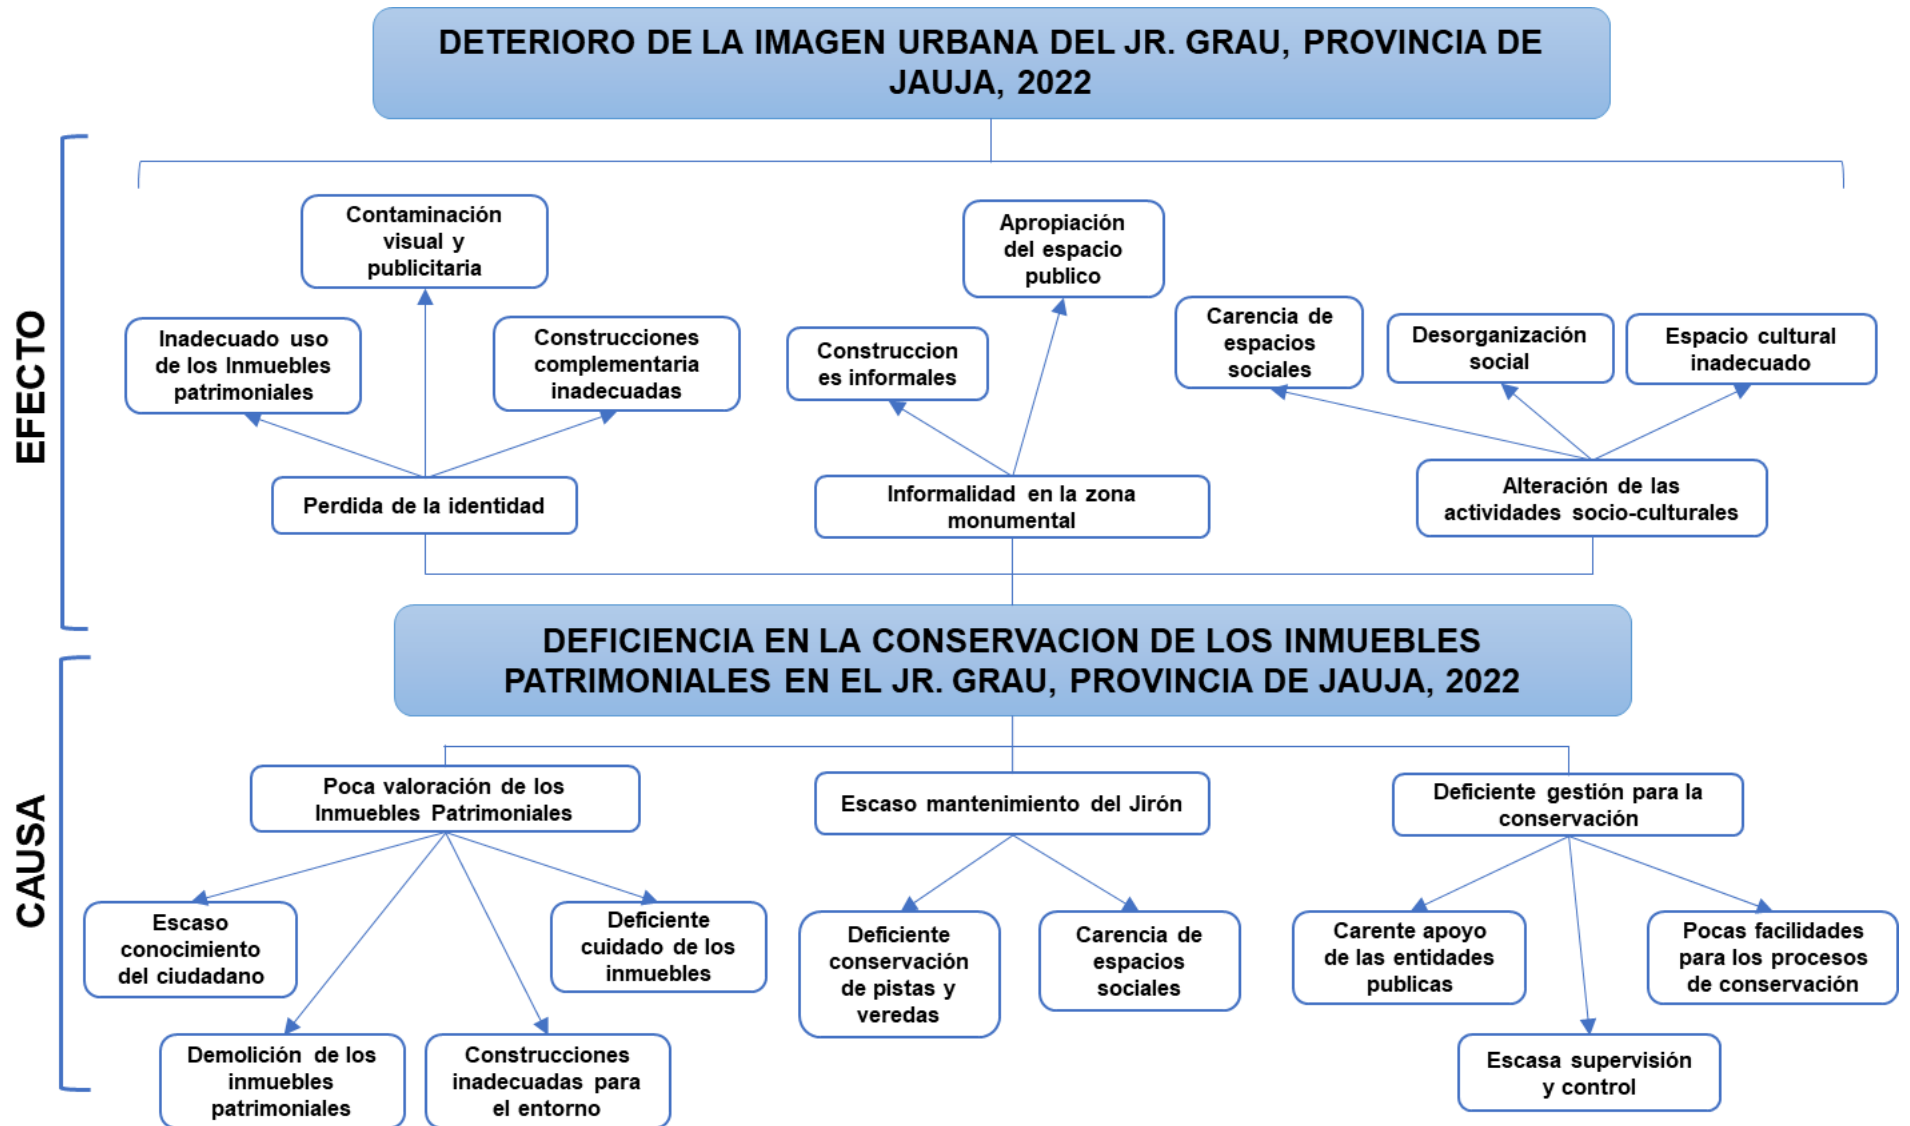 DETERIORO DE LA IMAGEN URBANA DEL JR. GRAU, PROVINCIA DE
JAUJA, 2022
EFECTO
Contaminación
visual y
publicitaria
Apropiación
del espacio
publico
Inadecuado uso
de los Inmuebles
patrimoniales
Construcciones
complementaria
inadecuadas
Construccion
es informales
Carencia de
espacios
sociales
Desorganización
social
Espacio cultural
inadecuado
Perdida de la identidad
Informalidad en la zona
monumental
Alteración de las
actividades socio-culturales
DEFICIENCIA EN LA CONSERVACION DE LOS INMUEBLES
PATRIMONIALES EN EL JR. GRAU, PROVINCIA DE JAUJA, 2022
CAUSA
Poca valoración de los
Inmuebles Patrimoniales
Escaso mantenimiento del Jirón
Deficiente gestión para la
conservación
Escaso
conocimiento
del ciudadano
Deficiente
cuidado de los
inmuebles
Deficiente
conservación
de pistas y
veredas
Carencia de
espacios
sociales
Carente apoyo
de las entidades
publicas
Pocas facilidades
para los procesos
de conservación
Demolición de los
inmuebles
patrimoniales
Construcciones
inadecuadas para
el entorno
Escasa supervisión
y control